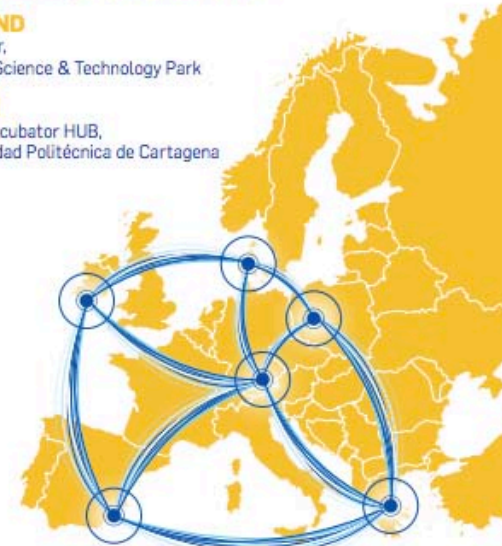 ND
r,
Science & Technology Park
cubator HUB,
dad Politécnica de Cartagena